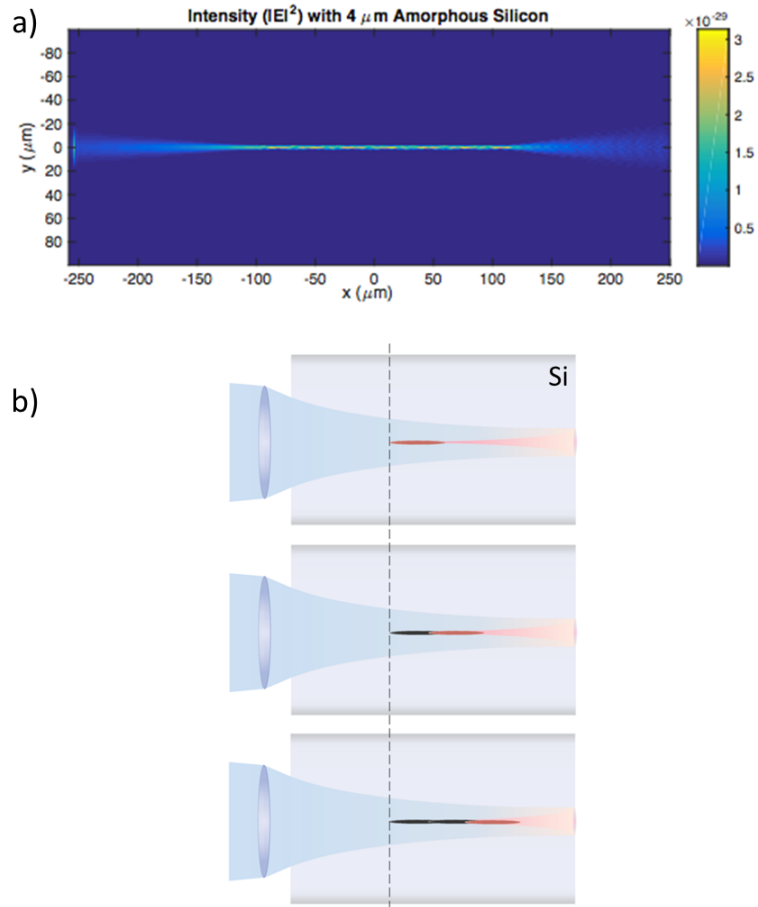 a)
Intensity (|E|²) with 4 μm Amorphous Silicon
×10⁻²⁹
-80
-60
-40
-20
0
20
40
60
80
y (μm)
-250 -200 -150 -100 -50 0 50 100 150 200 250
x (μm)
3
2.5
2
1.5
1
0.5
b)
Si